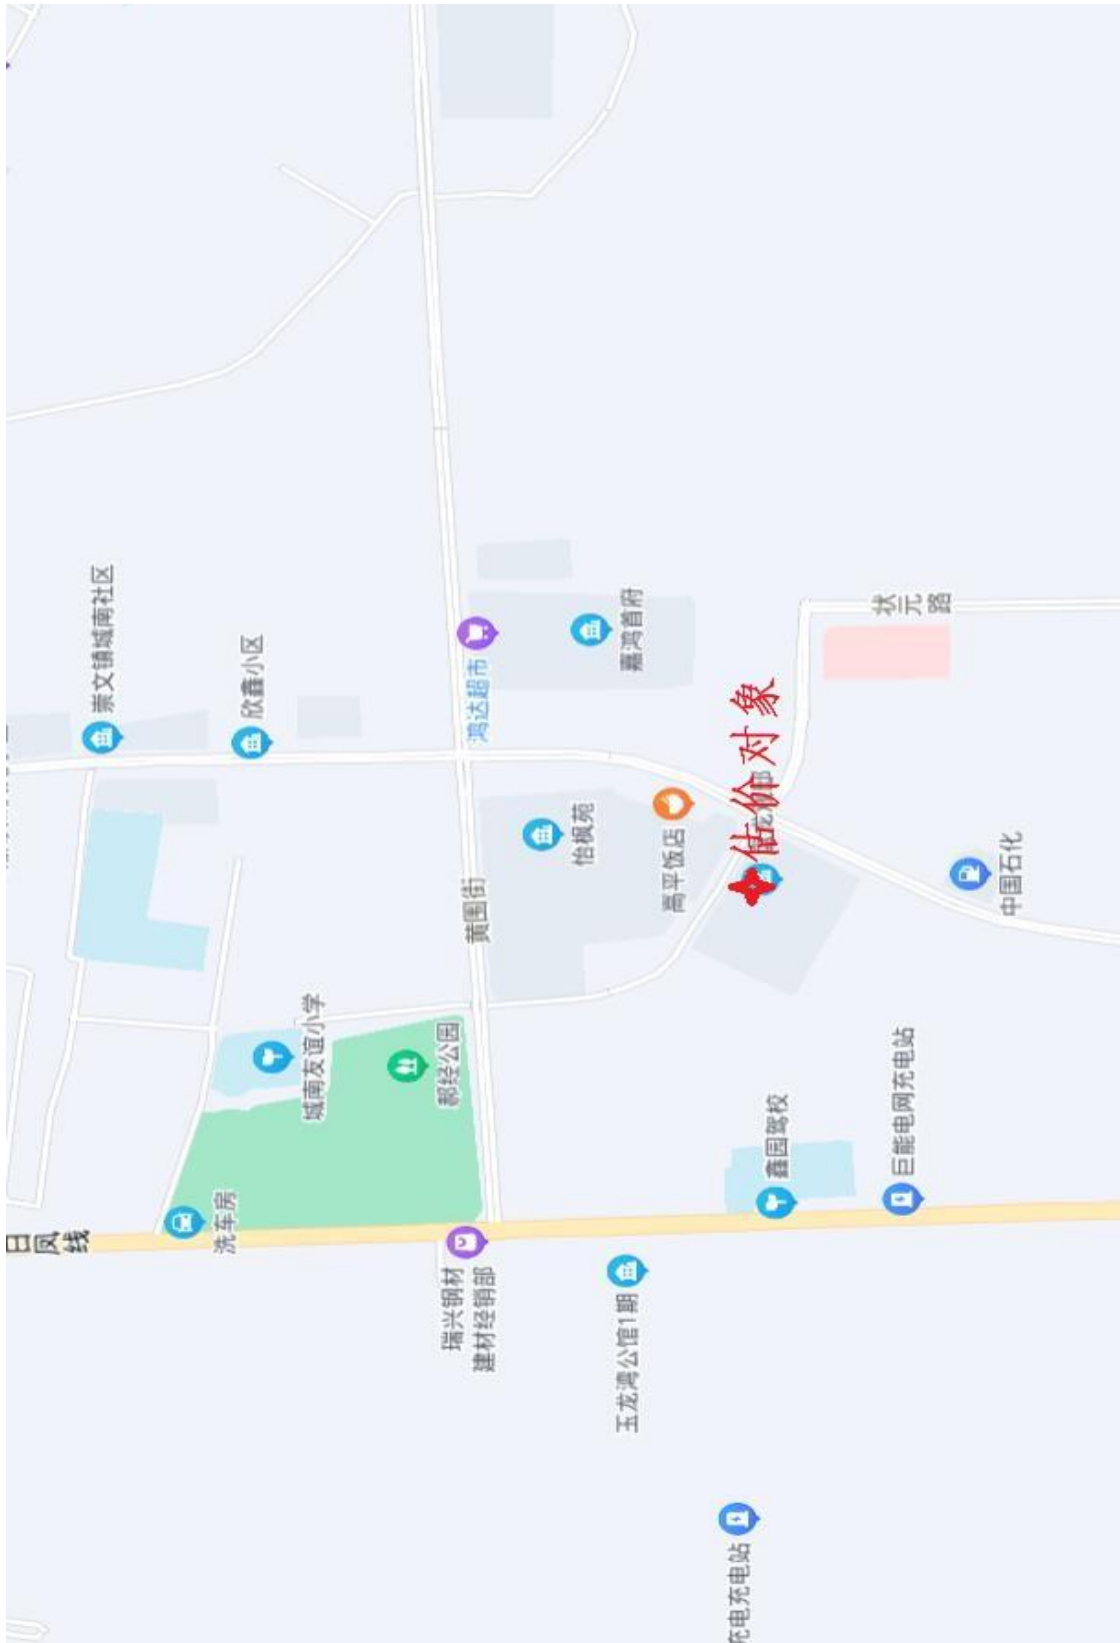 日凤线
崇文镇城南社区
洗车房
欣鑫小区
城南友谊小学
郝经公园
瑞兴钢材
建材经销部
黄围街
鸿达超市
怡枫苑
玉龙湾公馆1期
嘉鸿首府
高平饭店
充电充电站
估价对象
鑫园驾校
巨能电网充电站
状元路
中国石化